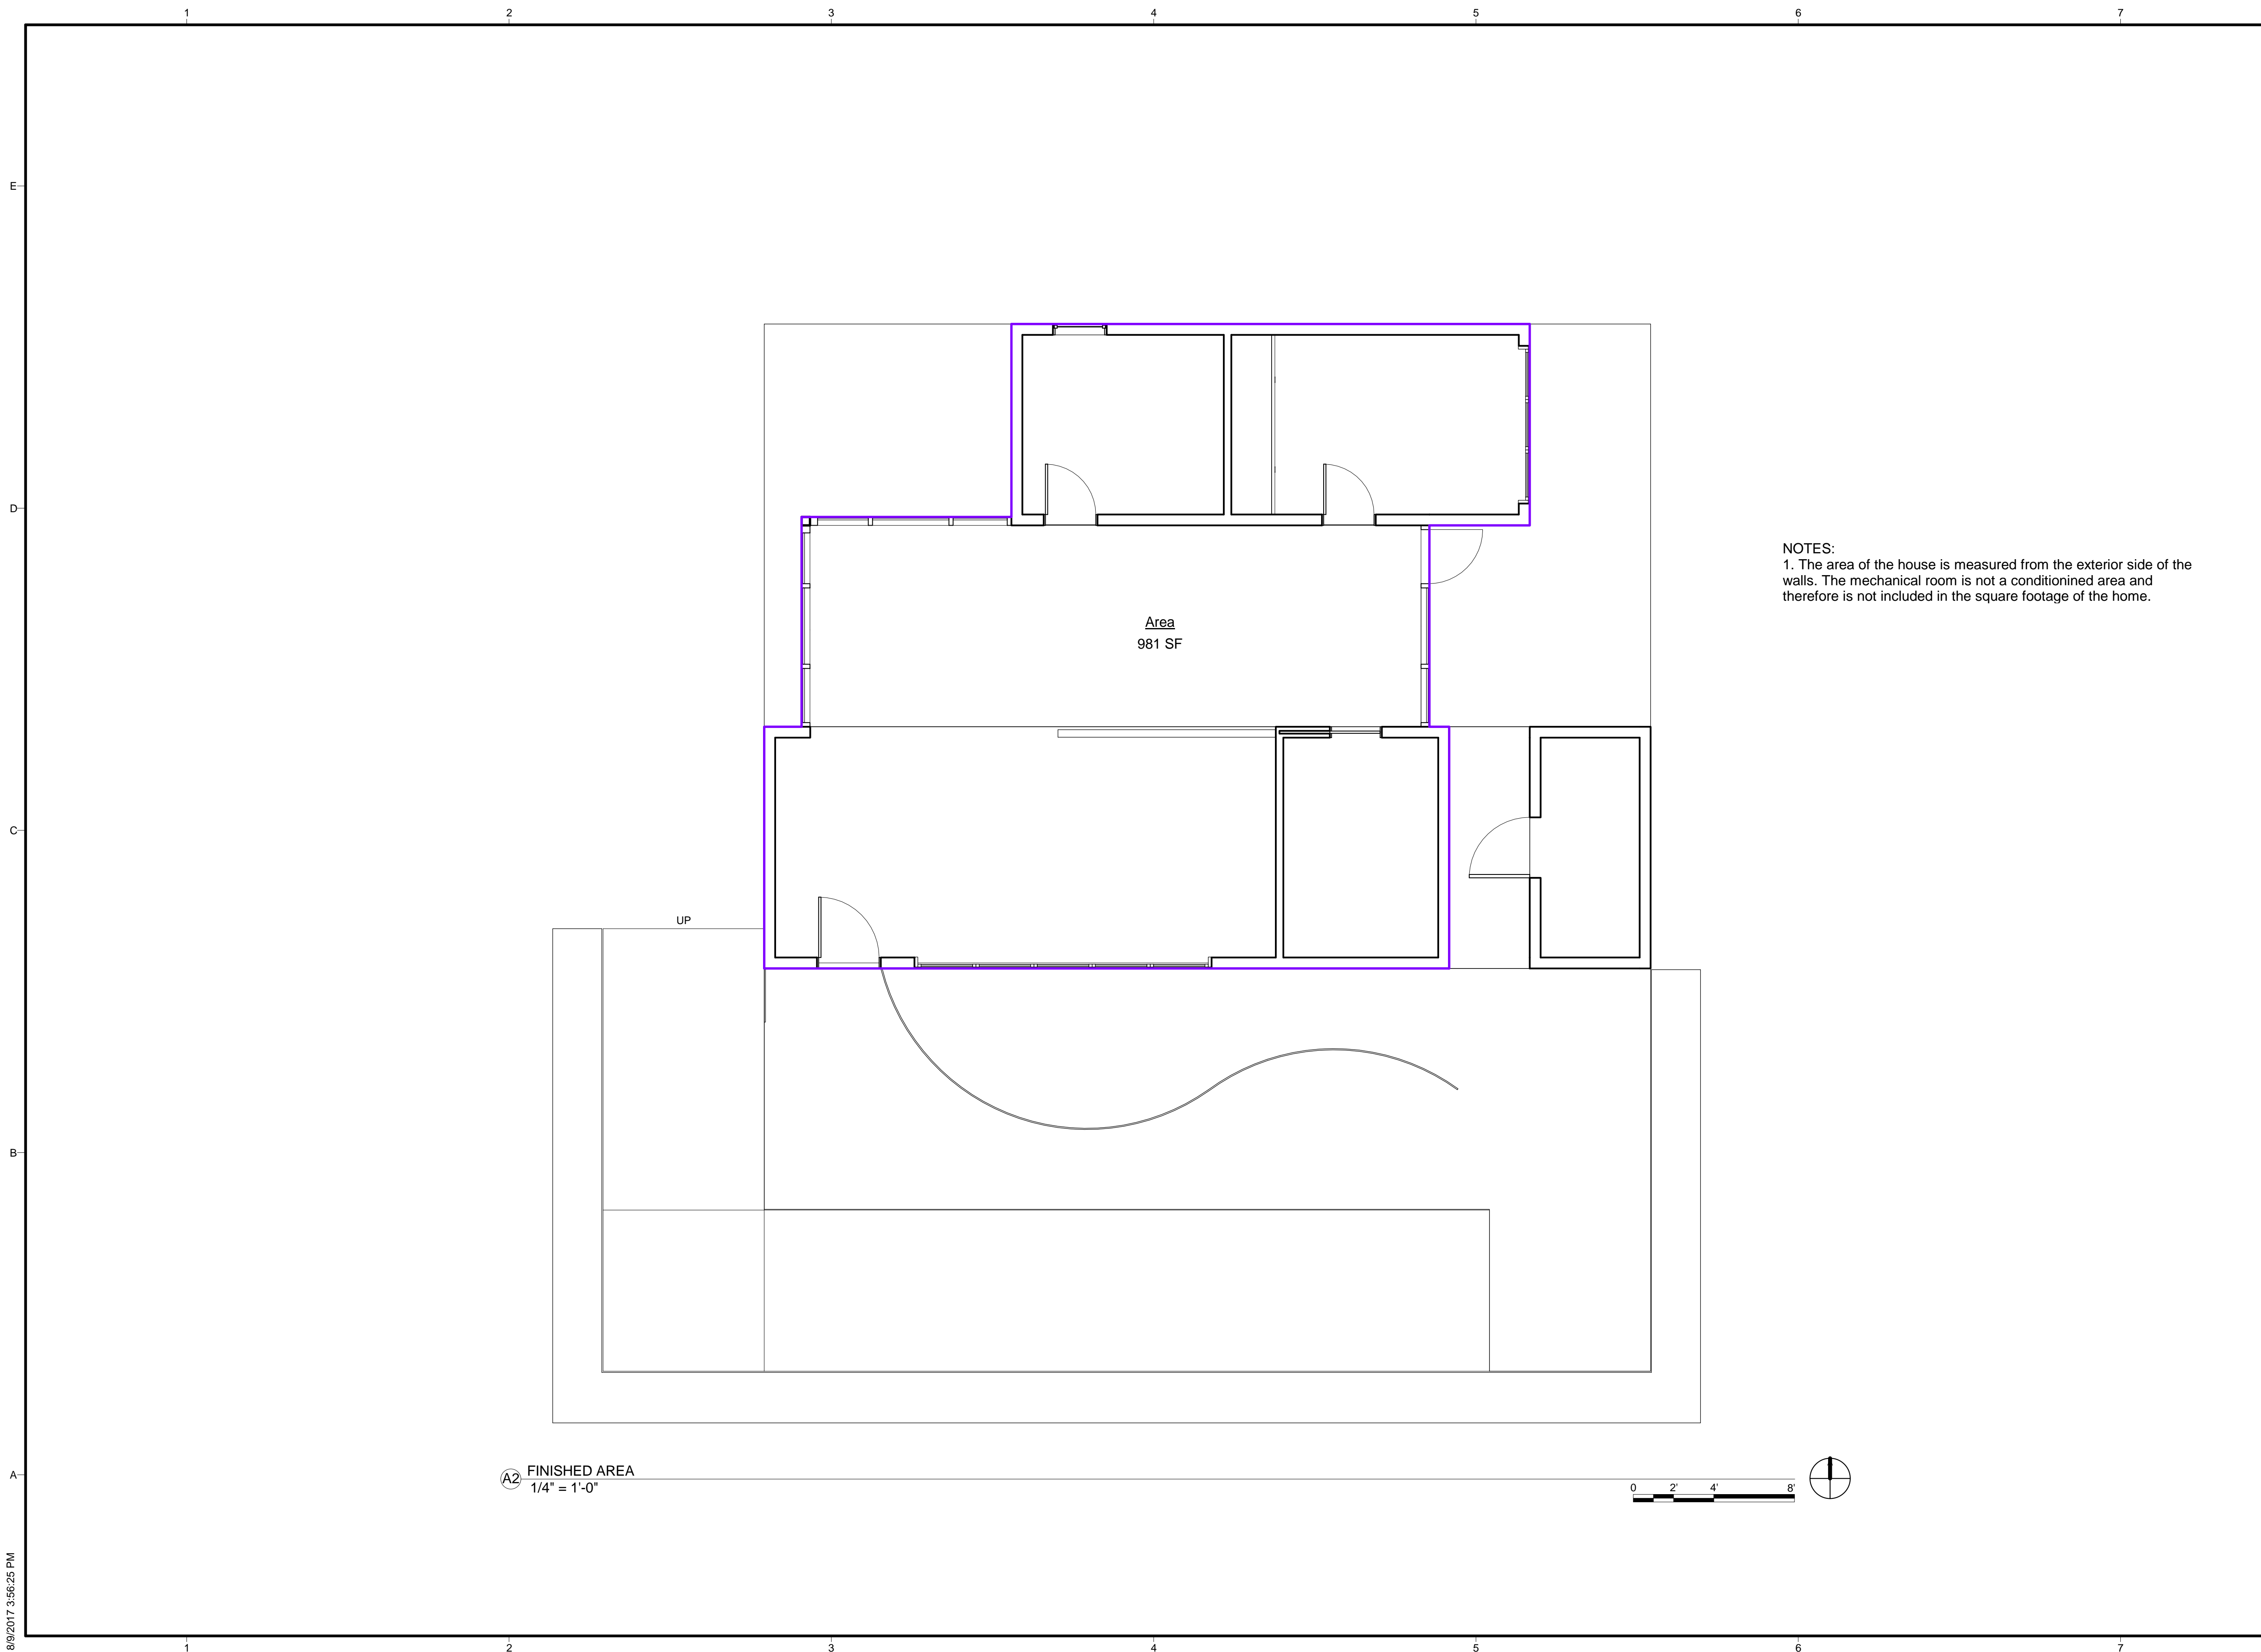 1 2 3 4 5 6 7
E
D
NOTES:
1. The area of the house is measured from the exterior side of the
walls. The mechanical room is not a conditionined area and
therefore is not included in the square footage of the home.
Area
981 SF
C
UP
B
A
A2 FINISHED AREA
1/4" = 1'-0"
0 2' 4' 8'
8/9/2017 3:56:25 PM
1 2 3 4 5 6 7